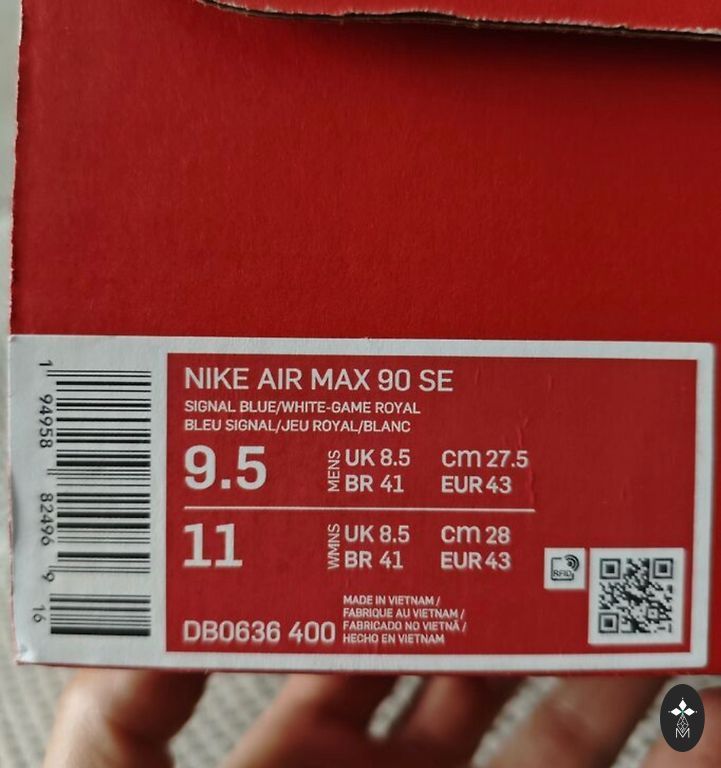 NIKE AIR MAX 90 SE
SIGNAL BLUE/WHITE-GAME ROYAL
BLEU SIGNAL/JEU ROYAL/BLANC
9.5 MENS UK 8.5 CM 27.5
BR 41 EUR 43
11 WMNS UK 8.5 CM 28
BR 41 EUR 43
RFID
DB0636 400
MADE IN VIETNAM /
FABRIQUE AU VIETNAM /
FABRICADO NO VIETNÃ /
HECHO EN VIETNAM
1 94958 82496 9 16
M